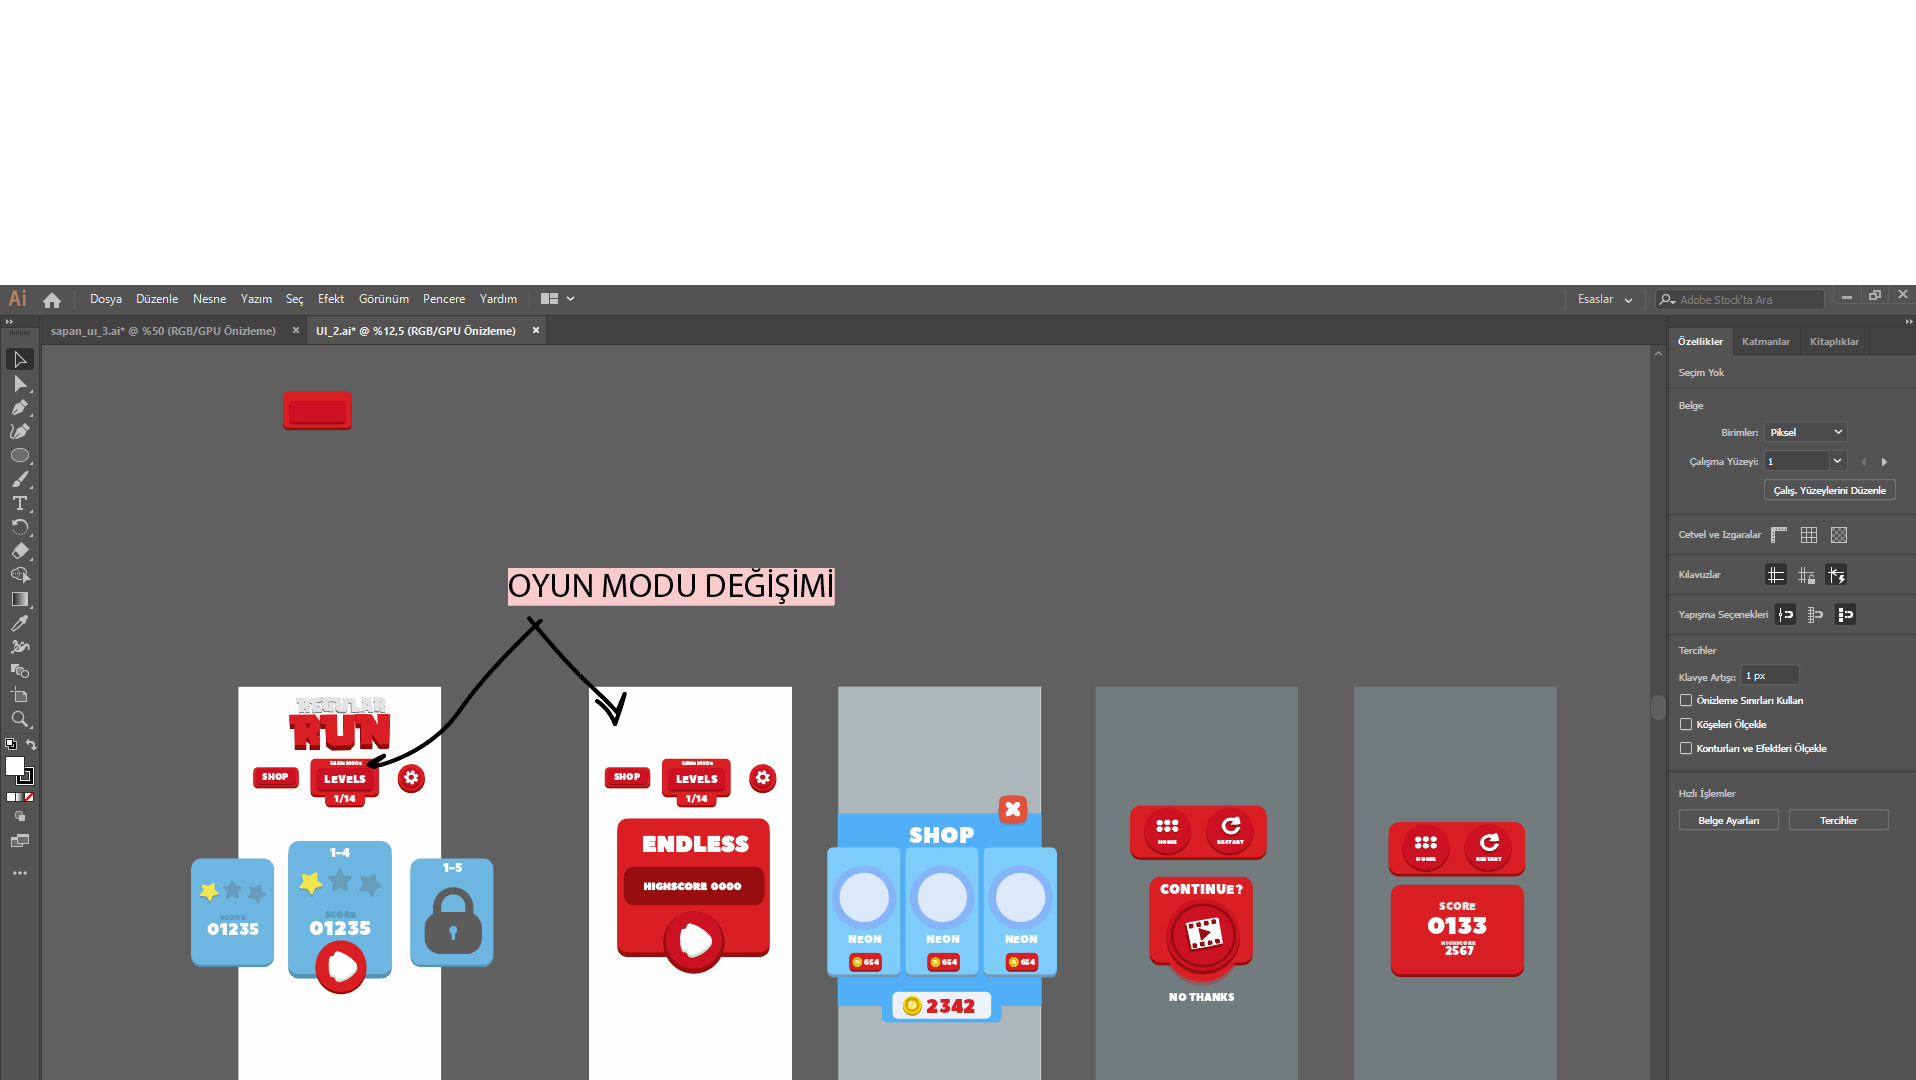 Ai Dosya Düzenle Nesne Yazım Seç Efekt Görünüm Pencere Yardım Esaslar Adobe Stock'ta Ara
sapan_uı_3.ai* @ %50 (RGB/GPU Önizleme) UI_2.ai* @ %12,5 (RGB/GPU Önizleme)
Özellikler Katmanlar Kitaplıklar
Seçim Yok
Belge
Birimler: Piksel
Çalışma Yüzeyi: 1
Çalış. Yüzeylerini Düzenle
Cetvel ve Izgaralar
Kılavuzlar
Yapışma Seçenekleri
Tercihler
Klavye Artışı: 1 px
Önizleme Sınırları Kullan
Köşeleri Ölçekle
Konturları ve Efektleri Ölçekle
Hızlı İşlemler
Belge Ayarları Tercihler
OYUN MODU DEĞİŞİMİ
REGULAR
RUN
GAME MODE
SHOP LEVELS
1/14
1-4
1-5
SCORE
01235
SCORE
01235
GAME MODE
SHOP LEVELS
1/14
ENDLESS
HIGHSCORE 0000
SHOP
NEON NEON NEON
654 654 654
2342
HOME RESTART
CONTINUE?
NO THANKS
HOME RESTART
SCORE
0133
HIGHSCORE
2567